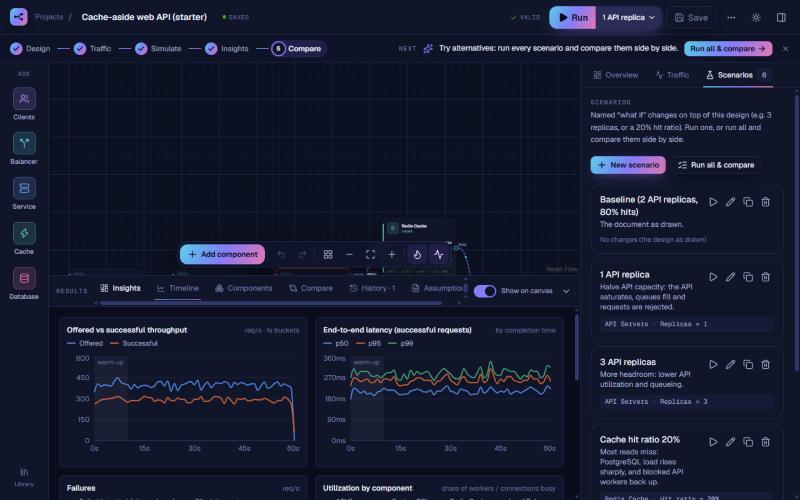 Projects / Cache-aside web API (starter) SAVED VALID Run 1 API replica Save
Design Traffic Simulate Insights 5 Compare NEXT Try alternatives: run every scenario and compare them side by side. Run all & compare →
ADD
Clients
Balancer
Service
Cache
Database
Library
Redis Cache
CACHE
Add component
React Flow
RESULTS Insights Timeline Components Compare History · 1 Assumption Show on canvas
Offered vs successful throughput req/s · 1s buckets
Offered Successful
warm-up
600
450
300
150
0
0s 15s 30s 45s 60s
End-to-end latency (successful requests) by completion time
p50 p95 p99
warm-up
360ms
270ms
180ms
90ms
0ms
0s 15s 30s 45s 60s
Failures req/s
Utilization by component share of workers / connections busy
Overview Traffic Scenarios 6
SCENARIOS
Named "what if" changes on top of this design (e.g. 3
replicas, or a 20% hit ratio). Run one, or run all and
compare them side by side.
New scenario Run all & compare
Baseline (2 API replicas,
80% hits)
The document as drawn.
No changes (the design as drawn)
1 API replica
Halve API capacity: the API
saturates, queues fill and
requests are rejected.
API Servers · Replicas = 1
3 API replicas
More headroom: lower API
utilization and queueing.
API Servers · Replicas = 3
Cache hit ratio 20%
Most reads miss:
PostgreSQL load rises
sharply, and blocked API
workers back up.
Redis Cache · Hit ratio = 20%